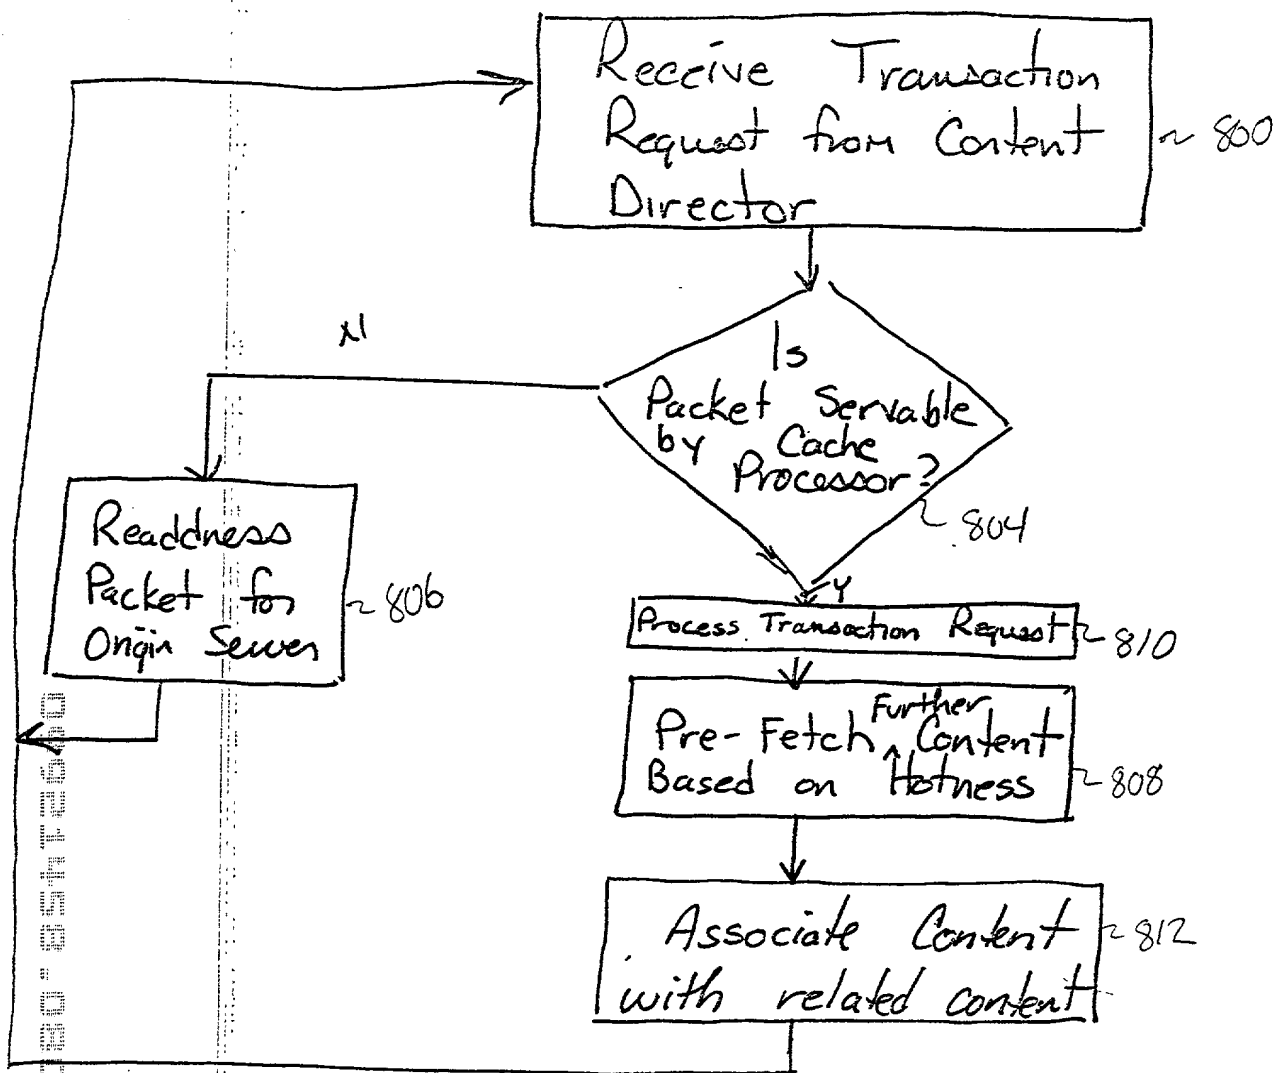 Receive Transaction
Request from Content
Director
~ 800
N
Is
Packet Servable
by Cache
Processor?
804
Y
Readdress
Packet for
Origin Server
~ 806
Process Transaction Request
~ 810
Further
Pre-Fetch ^ Content
Based on Hotness
~ 808
Associate Content
with related content
~ 812